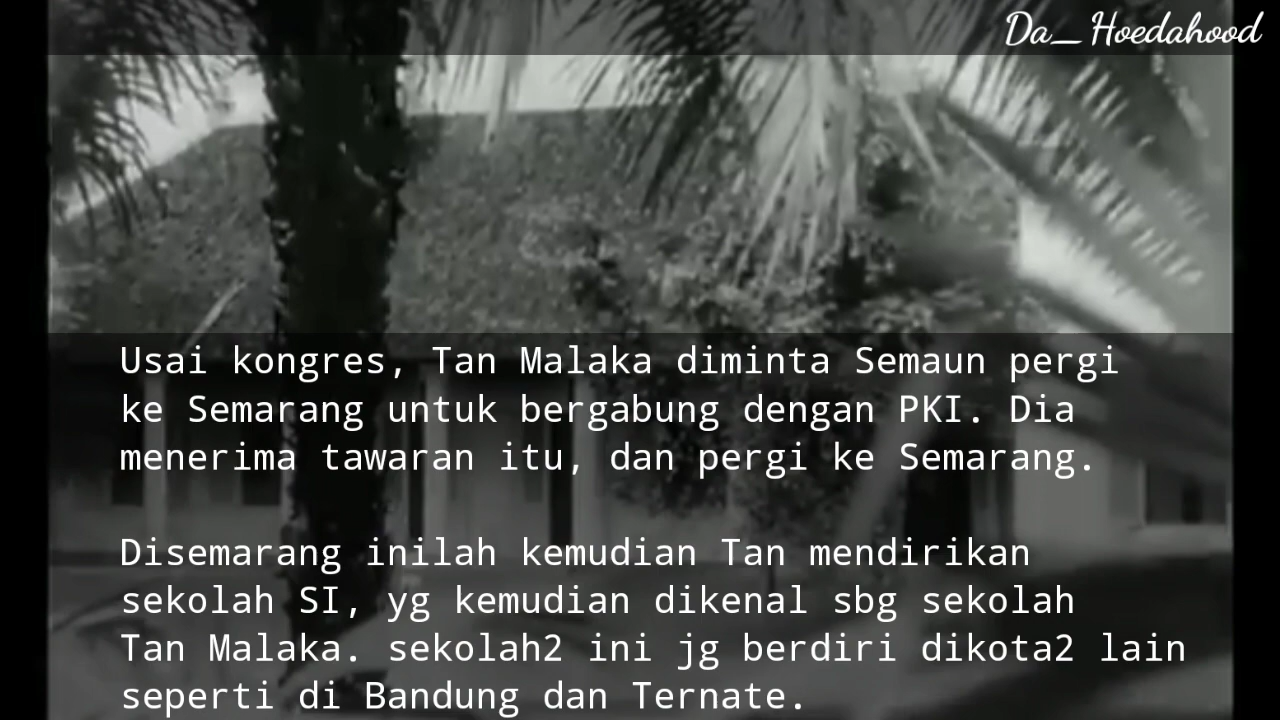 Da_ Hoedahood
Usai kongres, Tan Malaka diminta Semaun pergi
ke Semarang untuk bergabung dengan PKI. Dia
menerima tawaran itu, dan pergi ke Semarang.
Disemarang inilah kemudian Tan mendirikan
sekolah SI, yg kemudian dikenal sbg sekolah
Tan Malaka. sekolah2 ini jg berdiri dikota2 lain
seperti di Bandung dan Ternate.